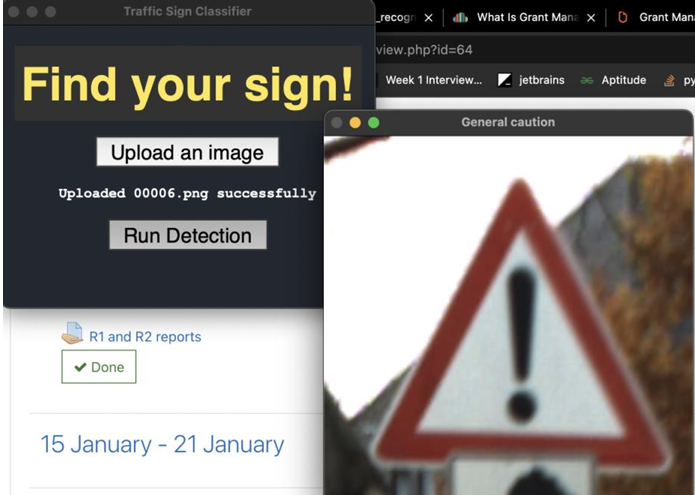 Traffic Sign Classifier
Find your sign!
Upload an image
Uploaded 00006.png successfully
Run Detection
_recogn
What Is Grant Mana
Grant Man
view.php?id=64
Week 1 Interview...
jetbrains
Aptitude
py
General caution
R1 and R2 reports
Done
15 January - 21 January